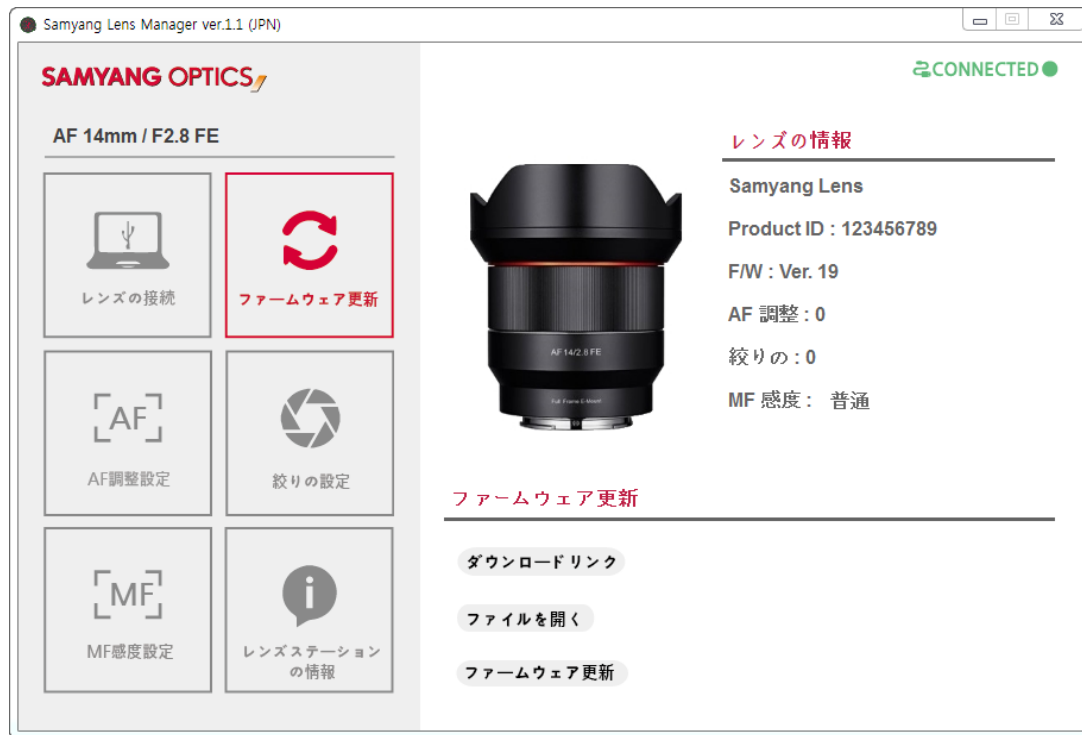 Samyang Lens Manager ver.1.1 (JPN)
SAMYANG OPTICS
CONNECTED
AF 14mm / F2.8 FE
レンズの接続
ファームウェア更新
AF
AF調整設定
絞りの設定
MF
MF感度設定
i
レンズステーション
の情報
AF 14/2.8 FE
Full Frame E-Mount
レンズの情報
Samyang Lens
Product ID : 123456789
F/W : Ver. 19
AF 調整 : 0
絞りの : 0
MF 感度 : 普通
ファームウェア更新
ダウンロードリンク
ファイルを開く
ファームウェア更新